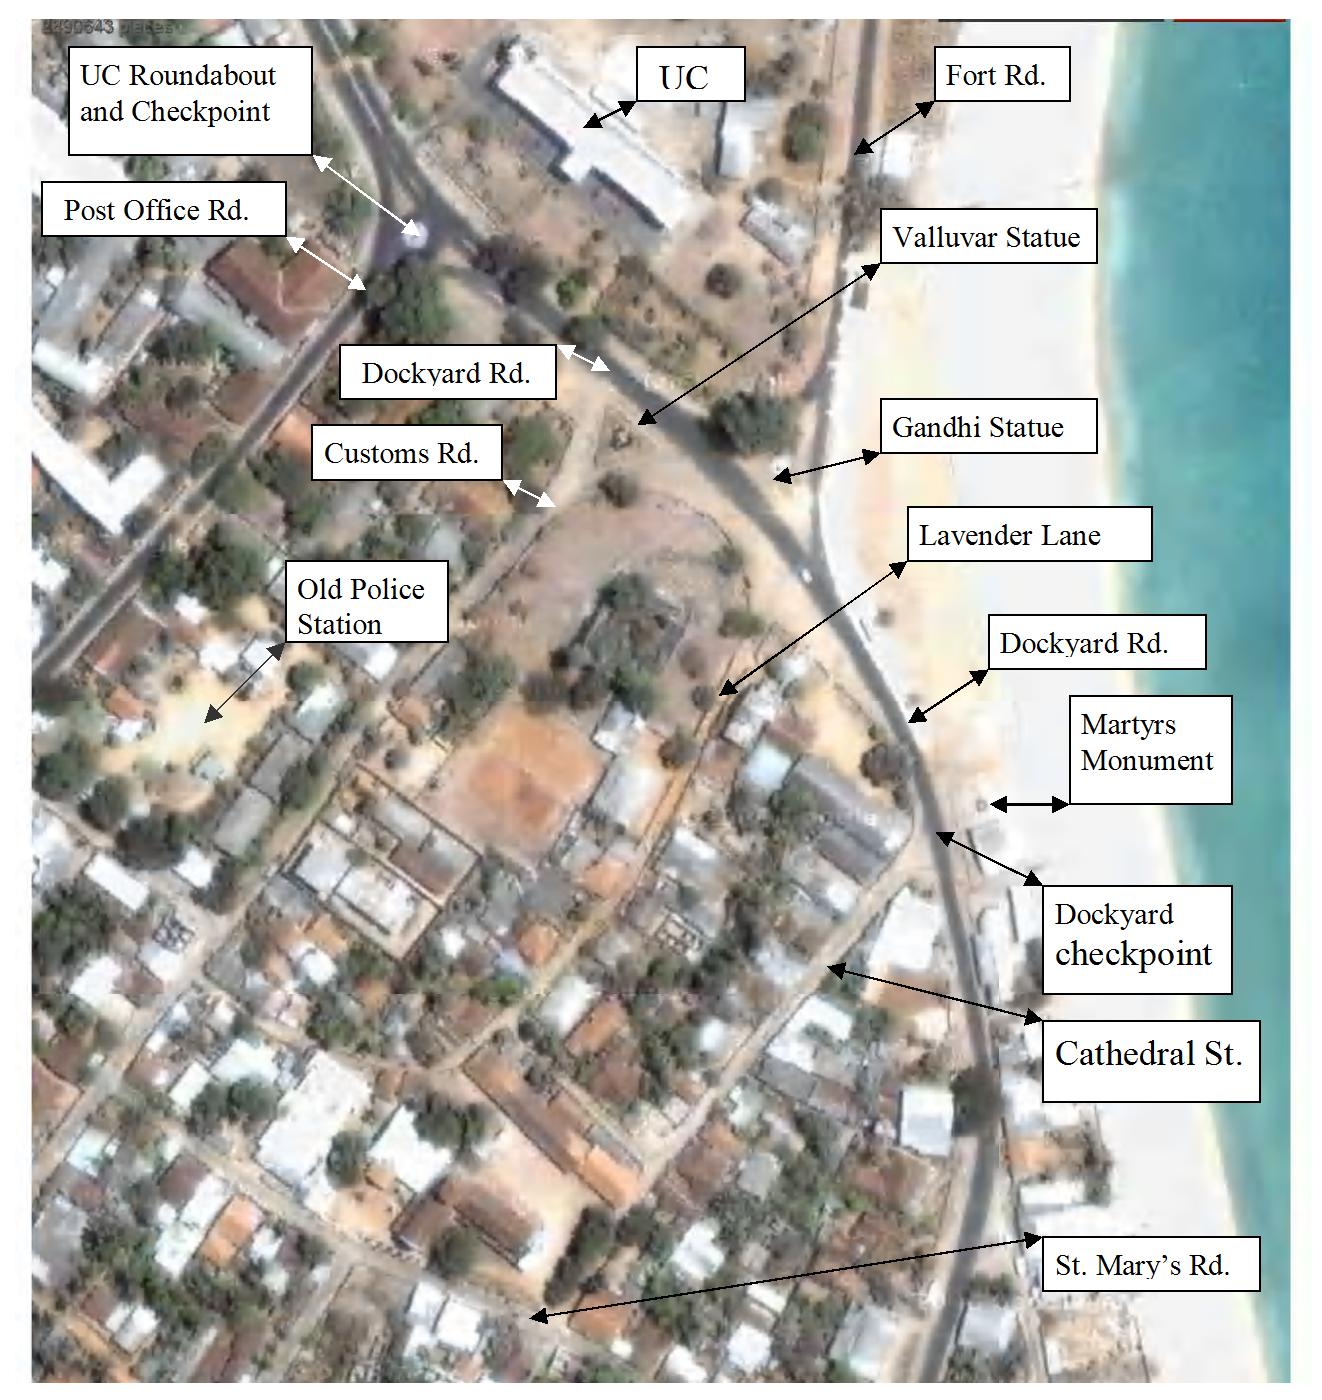 UC Roundabout
and Checkpoint
UC
Fort Rd.
Post Office Rd.
Valluvar Statue
Dockyard Rd.
Gandhi Statue
Customs Rd.
Lavender Lane
Old Police
Station
Dockyard Rd.
Martyrs
Monument
Dockyard
checkpoint
Cathedral St.
St. Mary’s Rd.